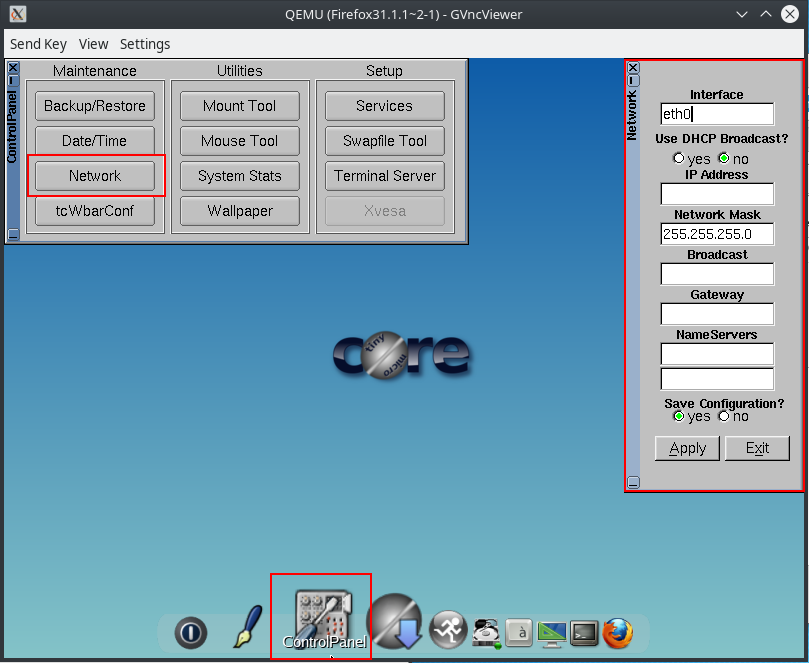 QEMU (Firefox31.1.1~2-1) - GVncViewer
Send Key View Settings
ControlPanel
Maintenance
Backup/Restore
Date/Time
Network
tcWbarConf
Utilities
Mount Tool
Mouse Tool
System Stats
Wallpaper
Setup
Services
Swapfile Tool
Terminal Server
Xvesa
Network
Interface
eth0
Use DHCP Broadcast?
yes no
IP Address
Network Mask
255.255.255.0
Broadcast
Gateway
NameServers
Save Configuration?
yes no
Apply Exit
core
tiny
micro
ControlPanel
à